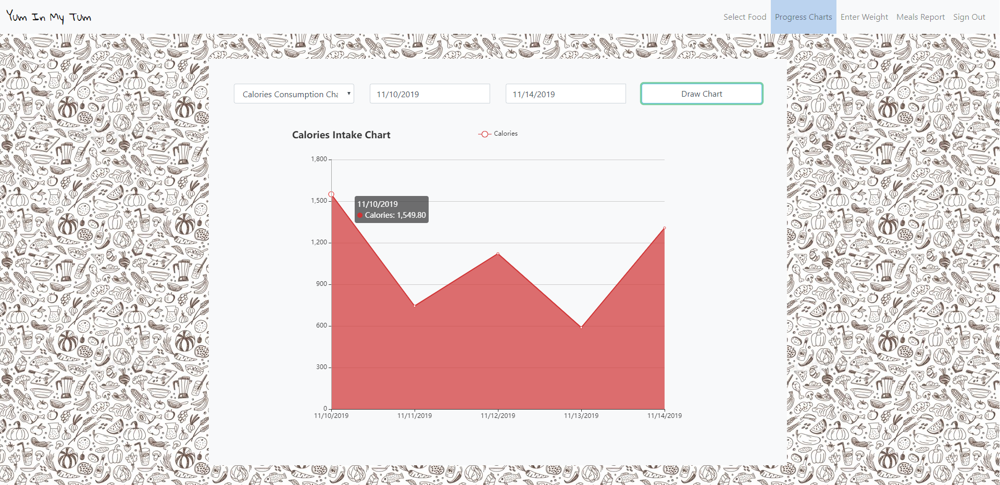 Yum In My Tum
Select Food Progress Charts Enter Weight Meals Report Sign Out
Calories Consumption Cha 11/10/2019 11/14/2019 Draw Chart
Calories Intake Chart
Calories
1,800
1,500
11/10/2019
Calories: 1,549.80
1,200
900
600
300
0
11/10/2019 11/11/2019 11/12/2019 11/13/2019 11/14/2019